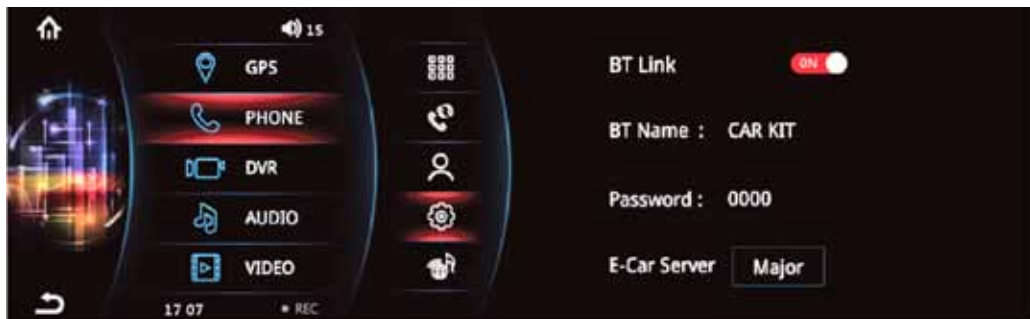 15
GPS
PHONE
DVR
AUDIO
VIDEO
17 07 • REC
BT Link ON
BT Name : CAR KIT
Password : 0000
E-Car Server Major